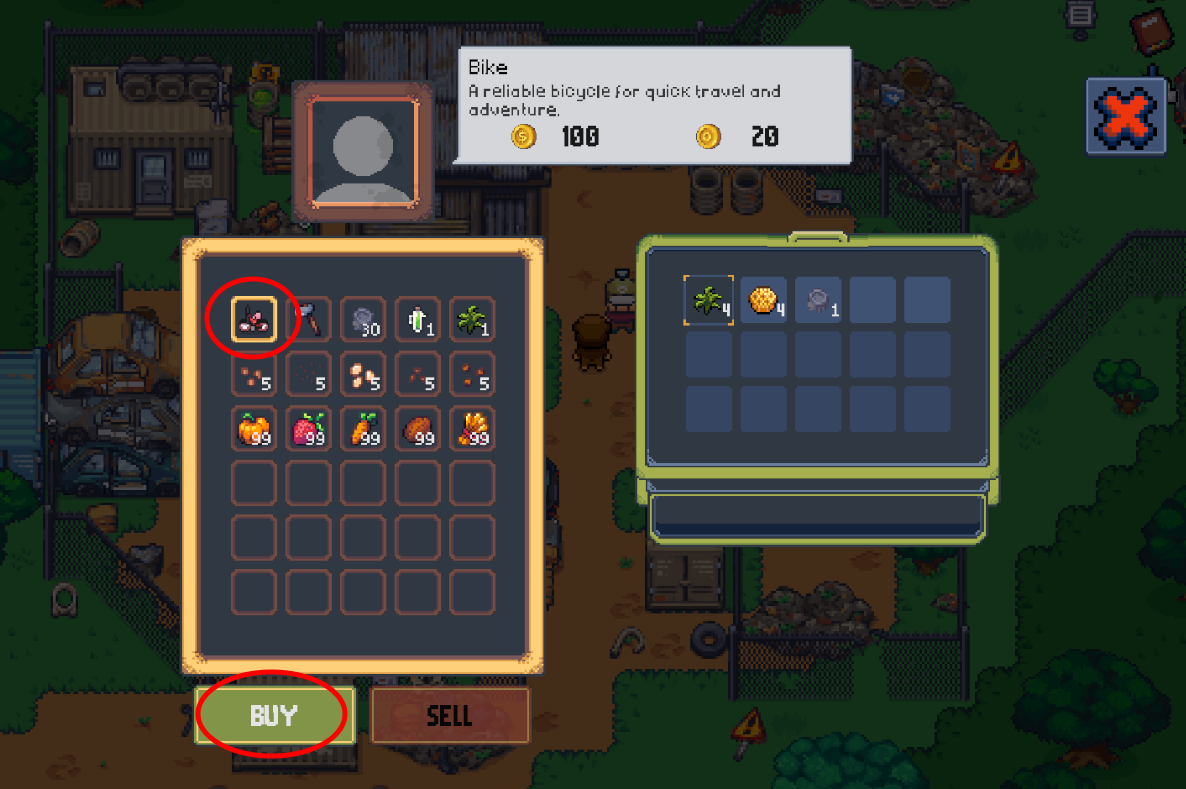 Bike
A reliable bicycle for quick travel and
adventure.
100 20
30 1 1
5 5 5 5 5
99 99 99 99 99
4 4 1
BUY SELL